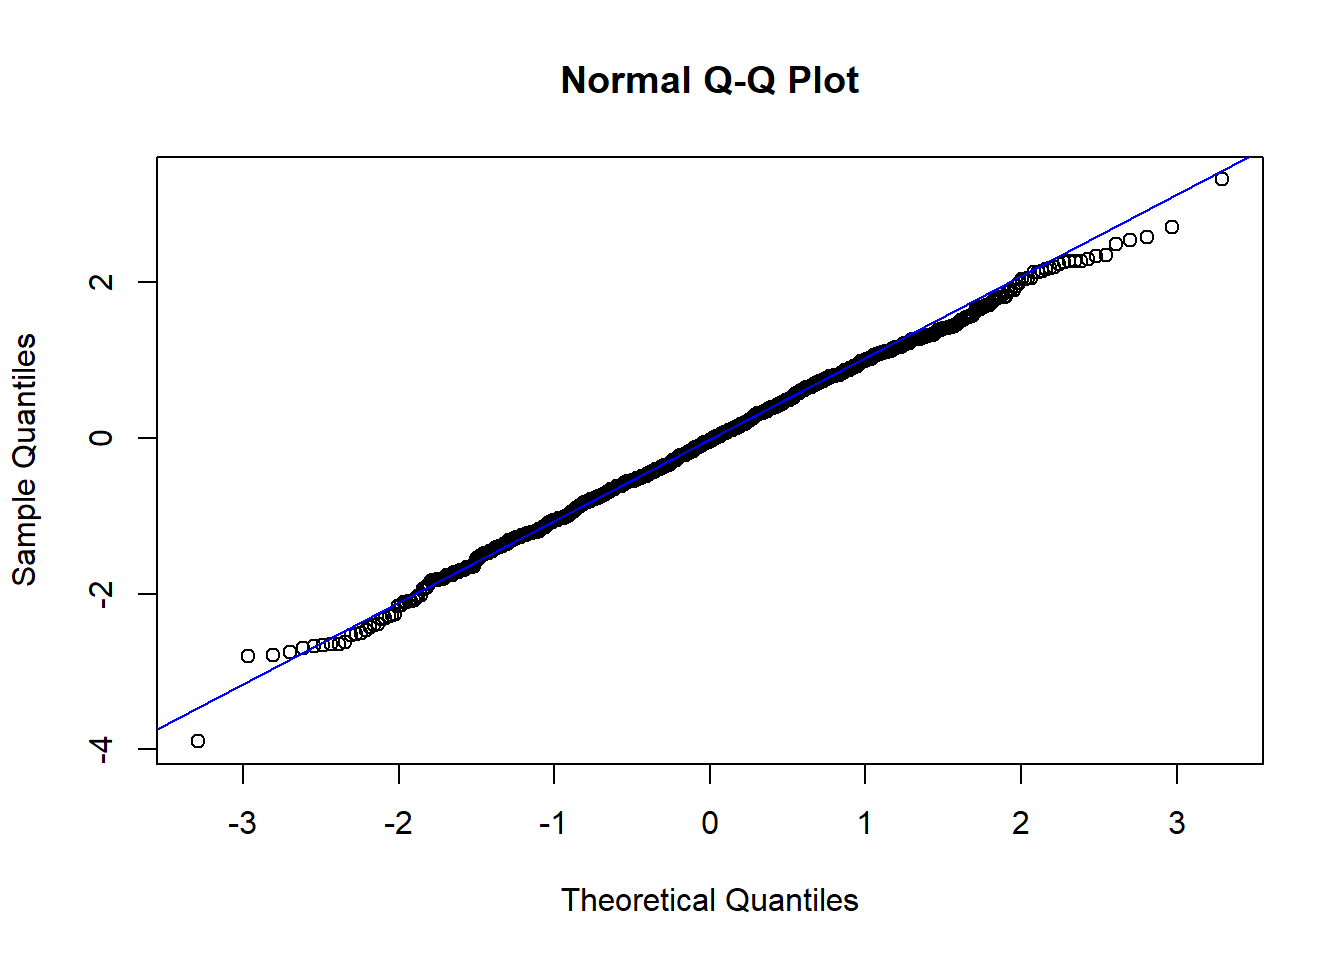 Normal Q-Q Plot
Sample Quantiles
2
0
-2
-4
-3 -2 -1 0 1 2 3
Theoretical Quantiles